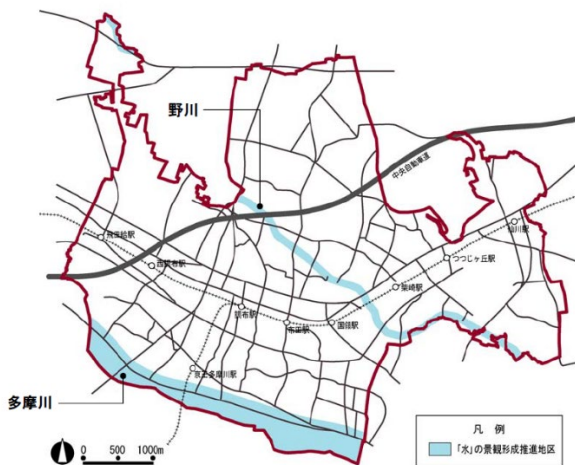 野川
中央自動車道
仙川駅
飛田給駅
つつじヶ丘駅
西調布駅
柴崎駅
調布駅
布田駅
国領駅
京王多摩川駅
多摩川
0 500 1000m
凡 例
「水」の景観形成推進地区